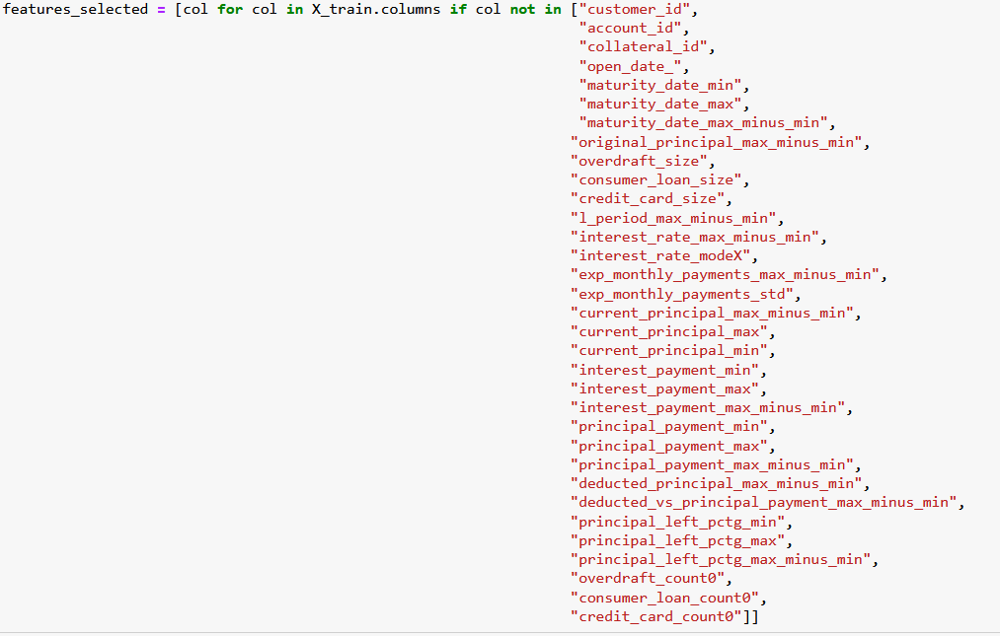 features_selected = [col for col in X_train.columns if col not in ["customer_id",
"account_id",
"collateral_id",
"open_date_",
"maturity_date_min",
"maturity_date_max",
"maturity_date_max_minus_min",
"original_principal_max_minus_min",
"overdraft_size",
"consumer_loan_size",
"credit_card_size",
"l_period_max_minus_min",
"interest_rate_max_minus_min",
"interest_rate_modeX",
"exp_monthly_payments_max_minus_min",
"exp_monthly_payments_std",
"current_principal_max_minus_min",
"current_principal_max",
"current_principal_min",
"interest_payment_min",
"interest_payment_max",
"interest_payment_max_minus_min",
"principal_payment_min",
"principal_payment_max",
"principal_payment_max_minus_min",
"deducted_principal_max_minus_min",
"deducted_vs_principal_payment_max_minus_min",
"principal_left_pctg_min",
"principal_left_pctg_max",
"principal_left_pctg_max_minus_min",
"overdraft_count0",
"consumer_loan_count0",
"credit_card_count0"]]